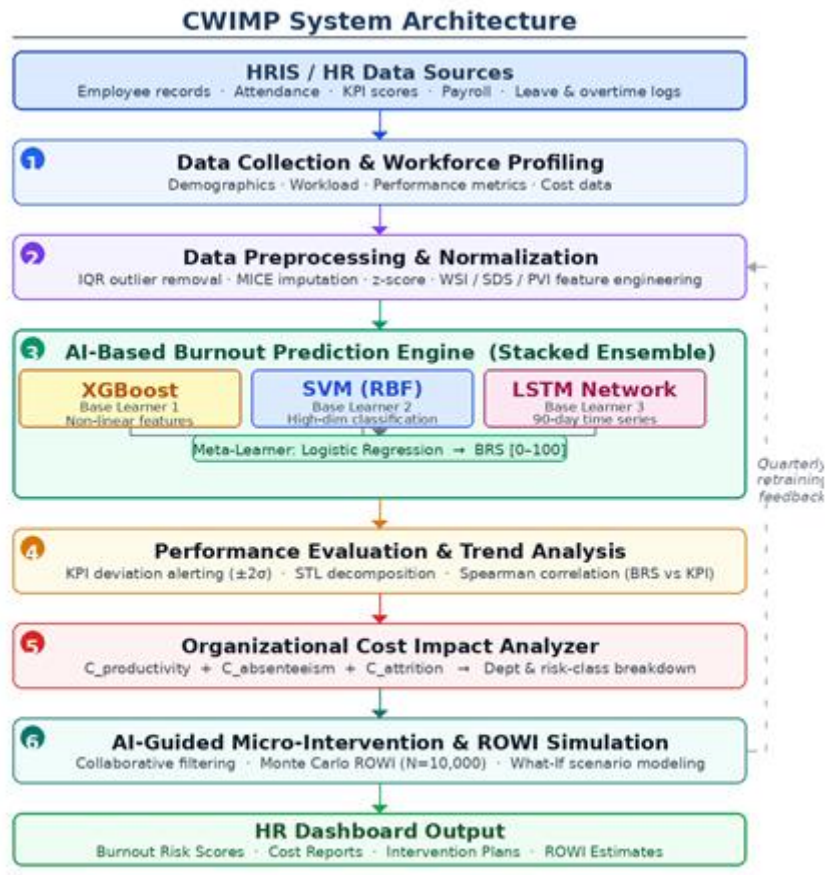 CWIMP System Architecture
HRIS / HR Data Sources
Employee records · Attendance · KPI scores · Payroll · Leave & overtime logs
1
Data Collection & Workforce Profiling
Demographics · Workload · Performance metrics · Cost data
2
Data Preprocessing & Normalization
IQR outlier removal · MICE imputation · z-score · WSI / SDS / PVI feature engineering
3
AI-Based Burnout Prediction Engine (Stacked Ensemble)
XGBoost
Base Learner 1
Non-linear features
SVM (RBF)
Base Learner 2
High-dim classification
LSTM Network
Base Learner 3
90-day time series
Meta-Learner: Logistic Regression → BRS [0–100]
Quarterly
retraining
feedback
4
Performance Evaluation & Trend Analysis
KPI deviation alerting (±2σ) · STL decomposition · Spearman correlation (BRS vs KPI)
5
Organizational Cost Impact Analyzer
C_productivity + C_absenteeism + C_attrition → Dept & risk-class breakdown
6
AI-Guided Micro-Intervention & ROWI Simulation
Collaborative filtering · Monte Carlo ROWI (N=10,000) · What-If scenario modeling
HR Dashboard Output
Burnout Risk Scores · Cost Reports · Intervention Plans · ROWI Estimates